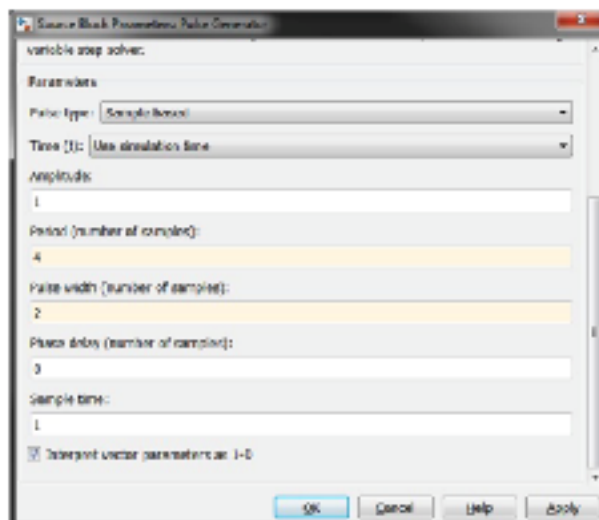 Source Block Parameters: Pulse Generator
variable step solver.
Parameters
Pulse type: Sample based
Time (t): Use simulation time
Amplitude:
1
Period (number of samples):
4
Pulse width (number of samples):
2
Phase delay (number of samples):
0
Sample time:
1
Interpret vector parameters as 1-D
OK Cancel Help Apply